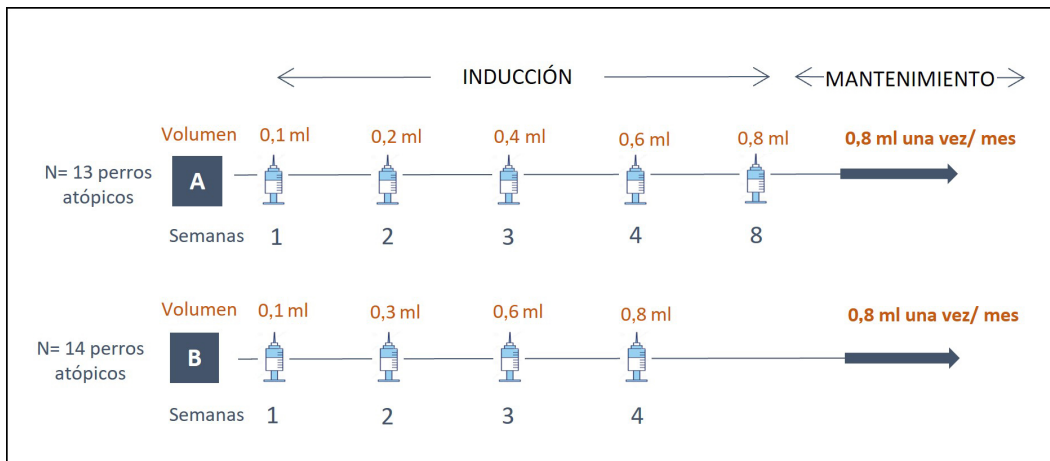 INDUCCIÓN
MANTENIMIENTO
Volumen 0,1 ml 0,2 ml 0,4 ml 0,6 ml 0,8 ml 0,8 ml una vez/ mes
N= 13 perros
atópicos
A
Semanas 1 2 3 4 8
Volumen 0,1 ml 0,3 ml 0,6 ml 0,8 ml 0,8 ml una vez/ mes
N= 14 perros
atópicos
B
Semanas 1 2 3 4